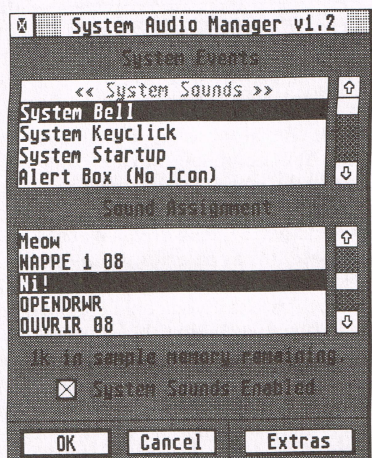 System Audio Manager v1.2
System Events
<< System Sounds >>
System Bell
System Keyclick
System Startup
Alert Box (No Icon)
Sound Assignment
Meow
NAPPE 1 08
Ni!
OPENDRWR
OUVRIR 08
1k in sample memory remaining.
System Sounds Enabled
OK
Cancel
Extras